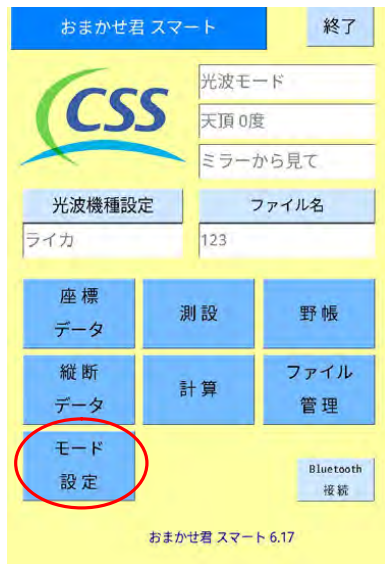 おまかせ君 スマート
終了
CSS
光波モード
天頂 0度
ミラーから見て
光波機種設定
ファイル名
ライカ
123
座 標
データ
測 設
野 帳
縦 断
データ
計 算
ファイル
管 理
モード
設 定
Bluetooth
接続
おまかせ君 スマート 6.17